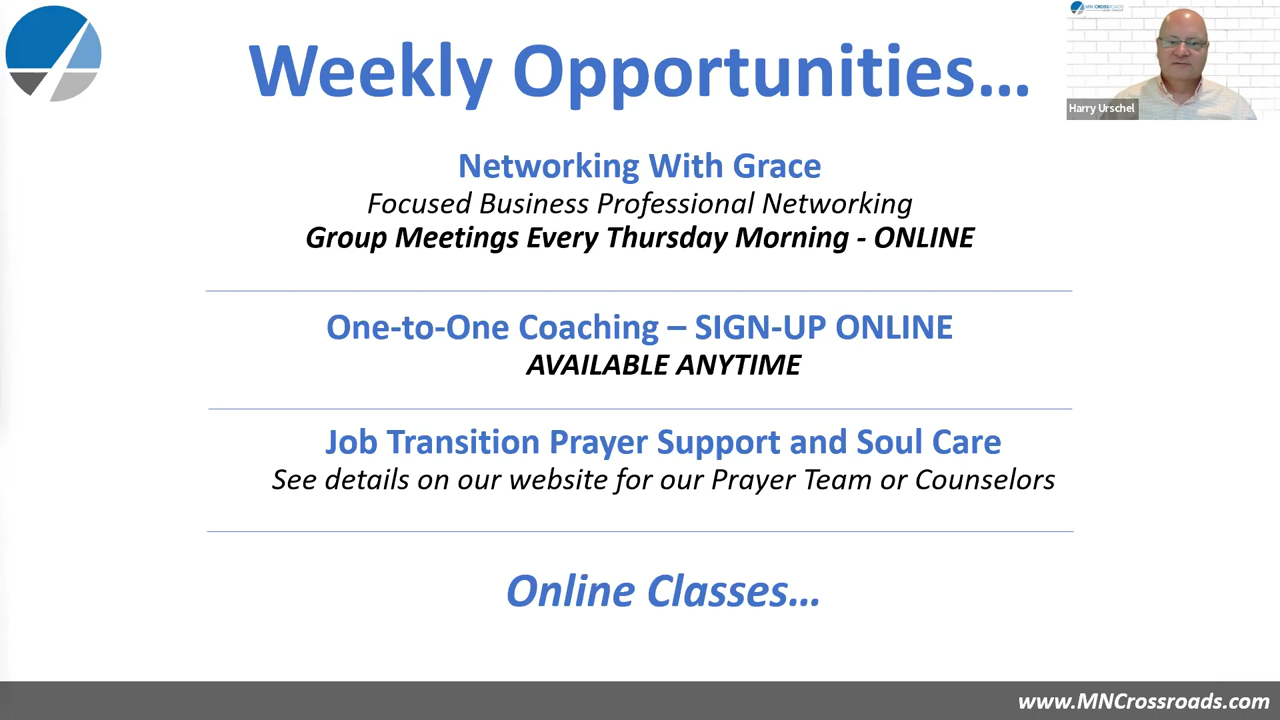 Weekly Opportunities...
MN CROSSROADS
Harry Urschel
Networking With Grace
Focused Business Professional Networking
Group Meetings Every Thursday Morning - ONLINE
One-to-One Coaching – SIGN-UP ONLINE
AVAILABLE ANYTIME
Job Transition Prayer Support and Soul Care
See details on our website for our Prayer Team or Counselors
Online Classes...
www.MNCrossroads.com